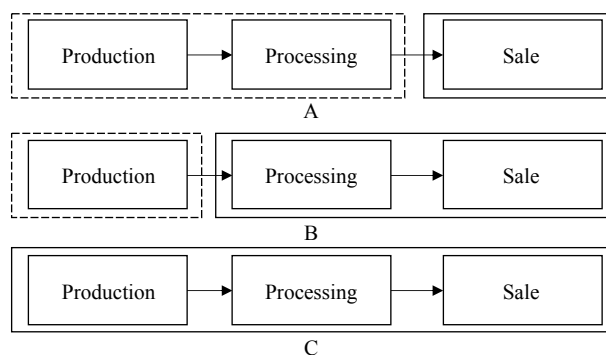 Production Processing Sale
A
Production Processing Sale
B
Production Processing Sale
C